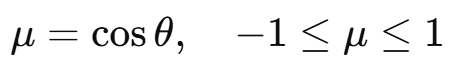 μ = cos θ, −1 ≤ μ ≤ 1